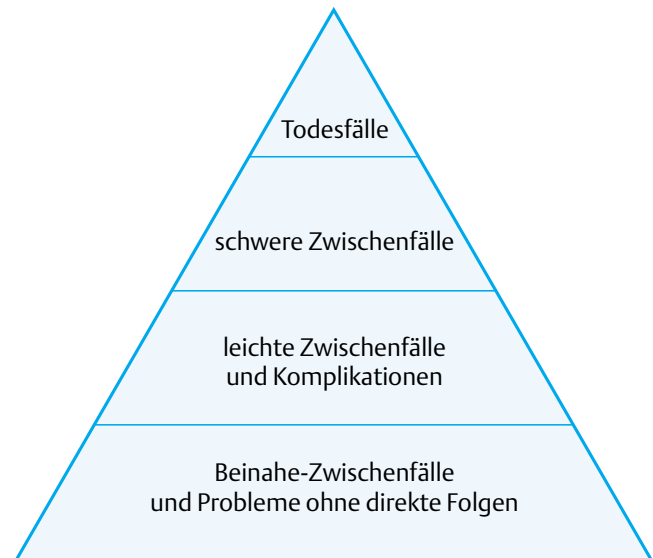 Todesfälle
schwere Zwischenfälle
leichte Zwischenfälle
und Komplikationen
Beinahe-Zwischenfälle
und Probleme ohne direkte Folgen